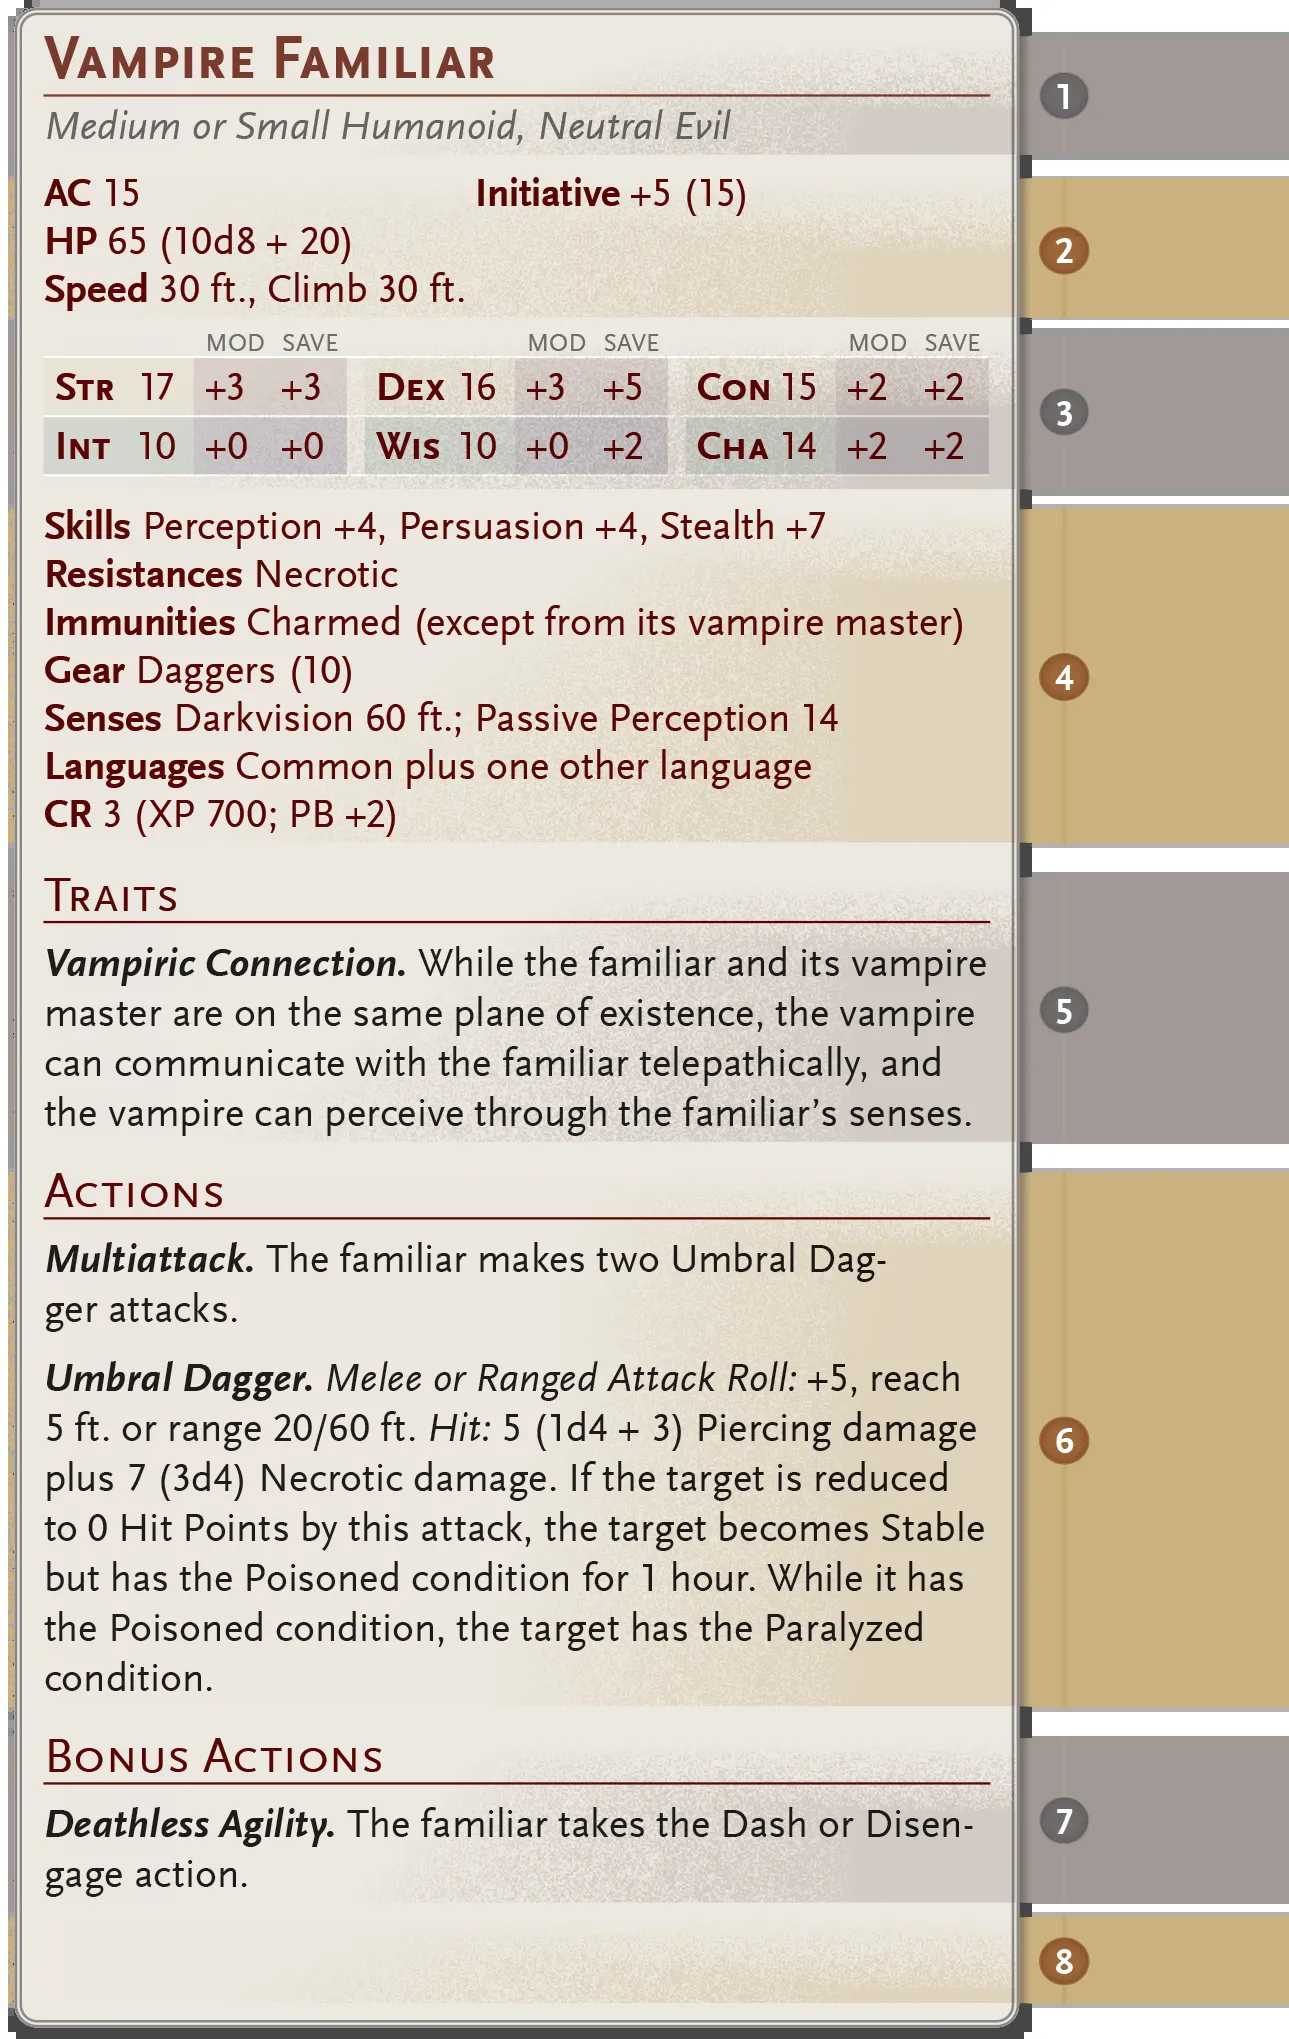 VAMPIRE FAMILIAR
Medium or Small Humanoid, Neutral Evil
1
AC 15 Initiative +5 (15)
HP 65 (10d8 + 20)
Speed 30 ft., Climb 30 ft.
2
MOD SAVE MOD SAVE MOD SAVE
STR 17 +3 +3 DEX 16 +3 +5 CON 15 +2 +2
INT 10 +0 +0 WIS 10 +0 +2 CHA 14 +2 +2
3
Skills Perception +4, Persuasion +4, Stealth +7
Resistances Necrotic
Immunities Charmed (except from its vampire master)
Gear Daggers (10)
Senses Darkvision 60 ft.; Passive Perception 14
Languages Common plus one other language
CR 3 (XP 700; PB +2)
4
TRAITS
Vampiric Connection. While the familiar and its vampire
master are on the same plane of existence, the vampire
can communicate with the familiar telepathically, and
the vampire can perceive through the familiar’s senses.
5
ACTIONS
Multiattack. The familiar makes two Umbral Dag-
ger attacks.
Umbral Dagger. Melee or Ranged Attack Roll: +5, reach
5 ft. or range 20/60 ft. Hit: 5 (1d4 + 3) Piercing damage
plus 7 (3d4) Necrotic damage. If the target is reduced
to 0 Hit Points by this attack, the target becomes Stable
but has the Poisoned condition for 1 hour. While it has
the Poisoned condition, the target has the Paralyzed
condition.
6
BONUS ACTIONS
Deathless Agility. The familiar takes the Dash or Disen-
gage action.
7
8